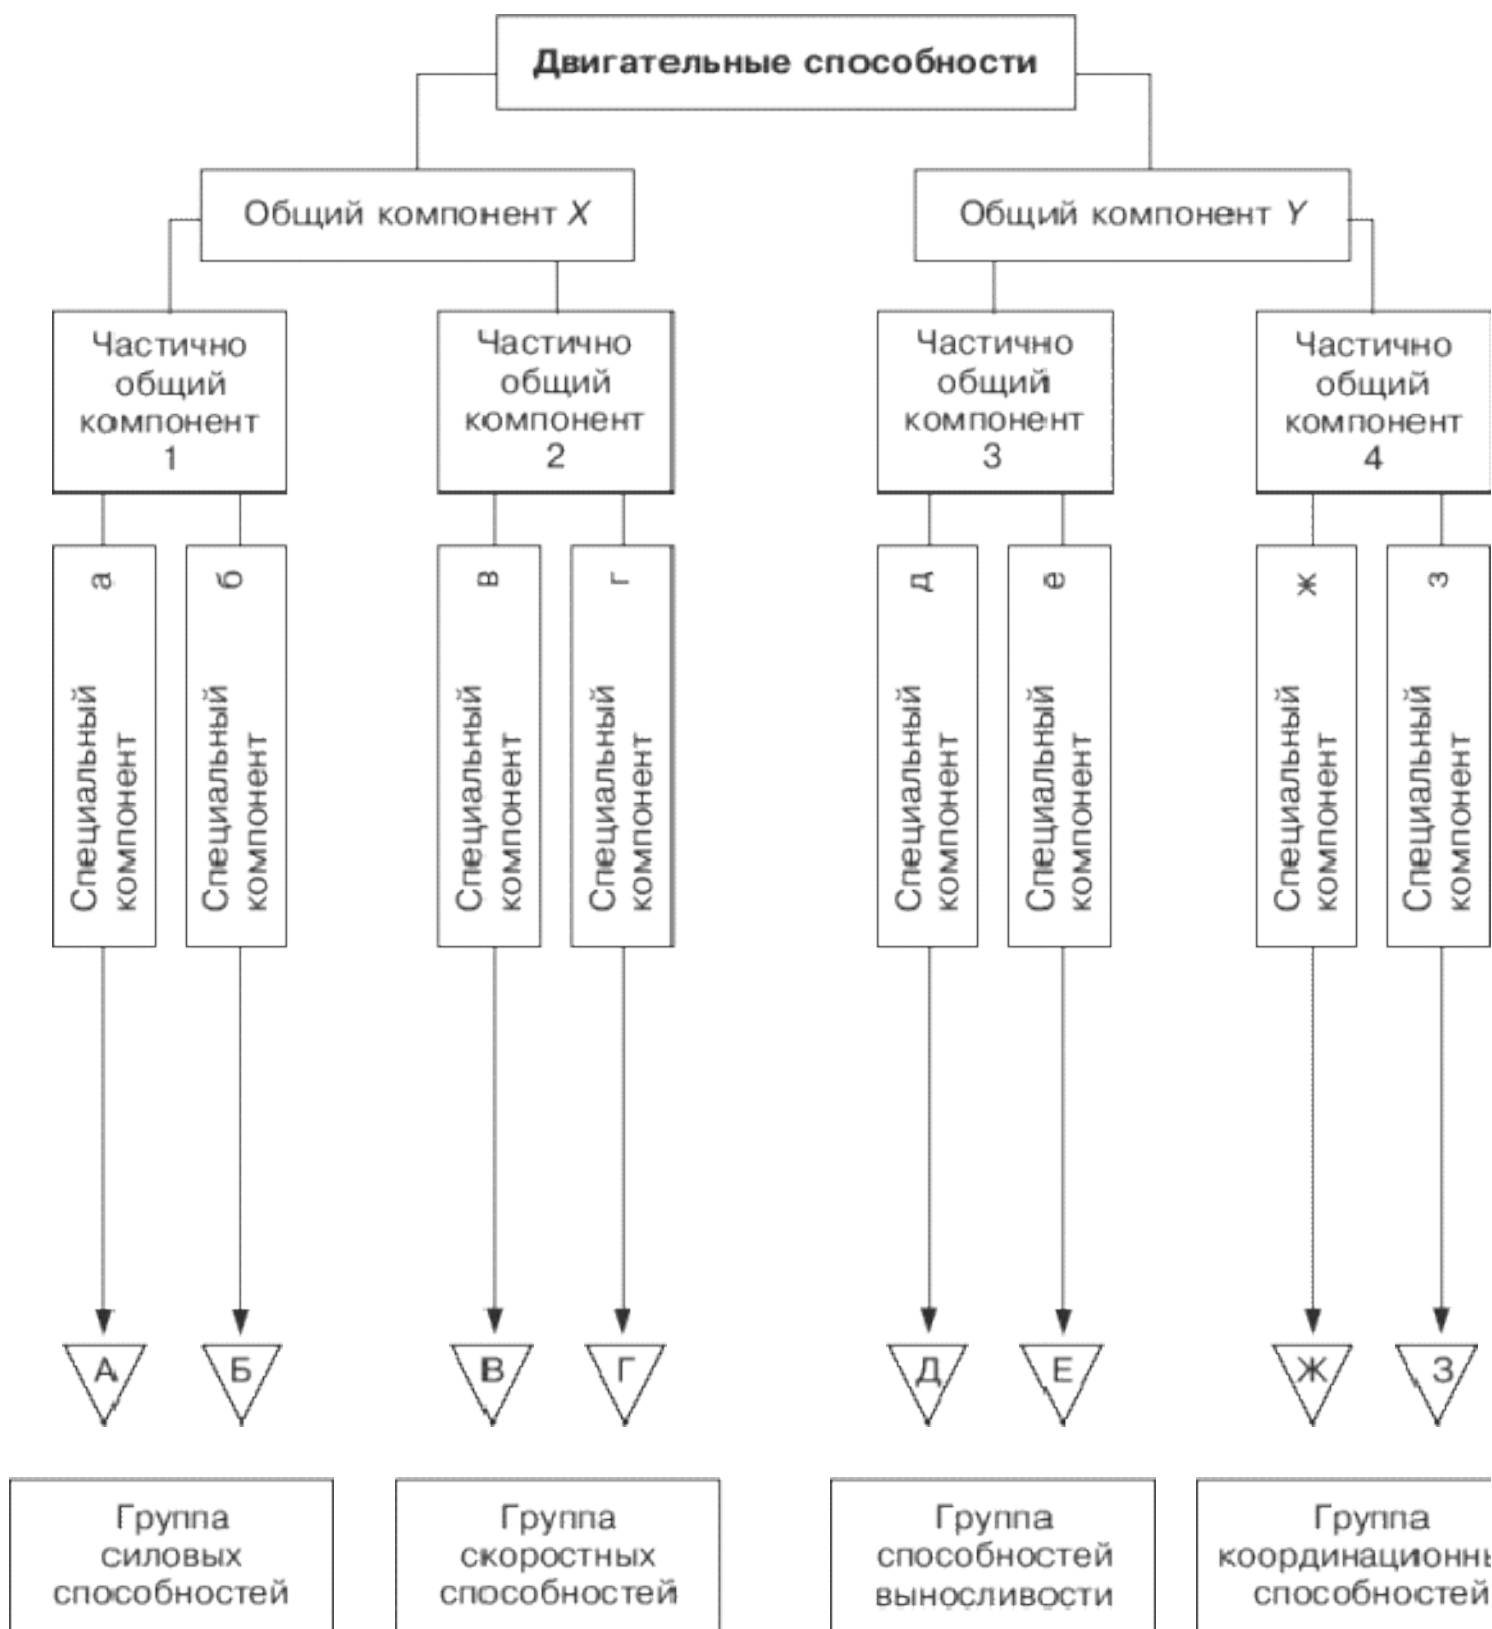 Двигательные способности
Общий компонент X
Общий компонент Y
Частично
общий
компонент
1
Частично
общий
компонент
2
Частично
общий
компонент
3
Частично
общий
компонент
4
а
Специальный
компонент
б
Специальный
компонент
в
Специальный
компонент
г
Специальный
компонент
д
Специальный
компонент
е
Специальный
компонент
ж
Специальный
компонент
з
Специальный
компонент
А
Б
В
Г
Д
Е
Ж
З
Группа
силовых
способностей
Группа
скоростных
способностей
Группа
способностей
выносливости
Группа
способностей